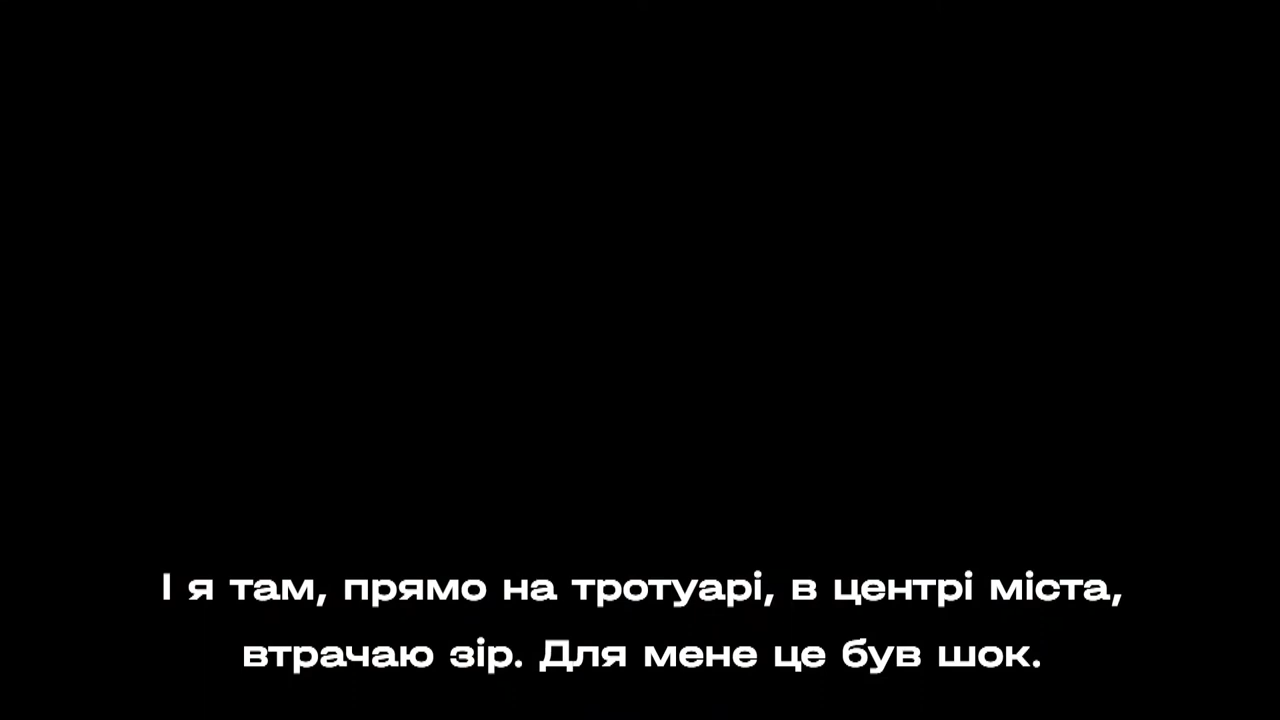 І я там, прямо на тротуарі, в центрі міста,
втрачаю зір. Для мене це був шок.